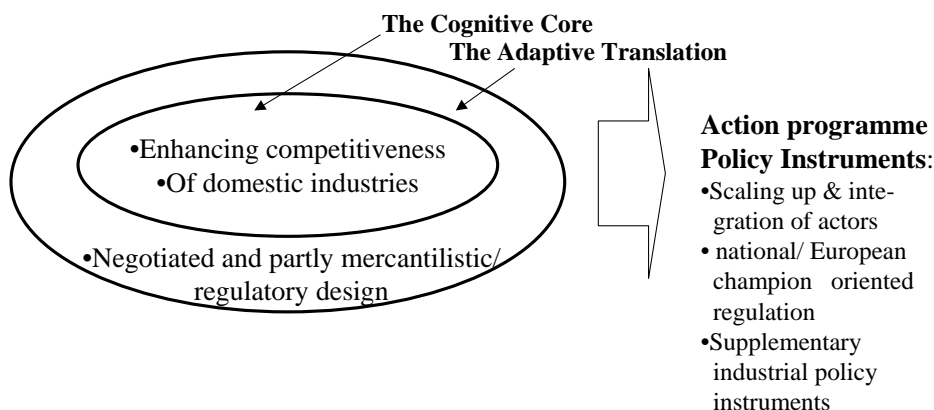 The Cognitive Core
The Adaptive Translation
•Enhancing competitiveness
•Of domestic industries
•Negotiated and partly mercantilistic/
regulatory design
Action programme
Policy Instruments:
•Scaling up & inte-
gration of actors
• national/ European
champion oriented
regulation
•Supplementary
industrial policy
instruments